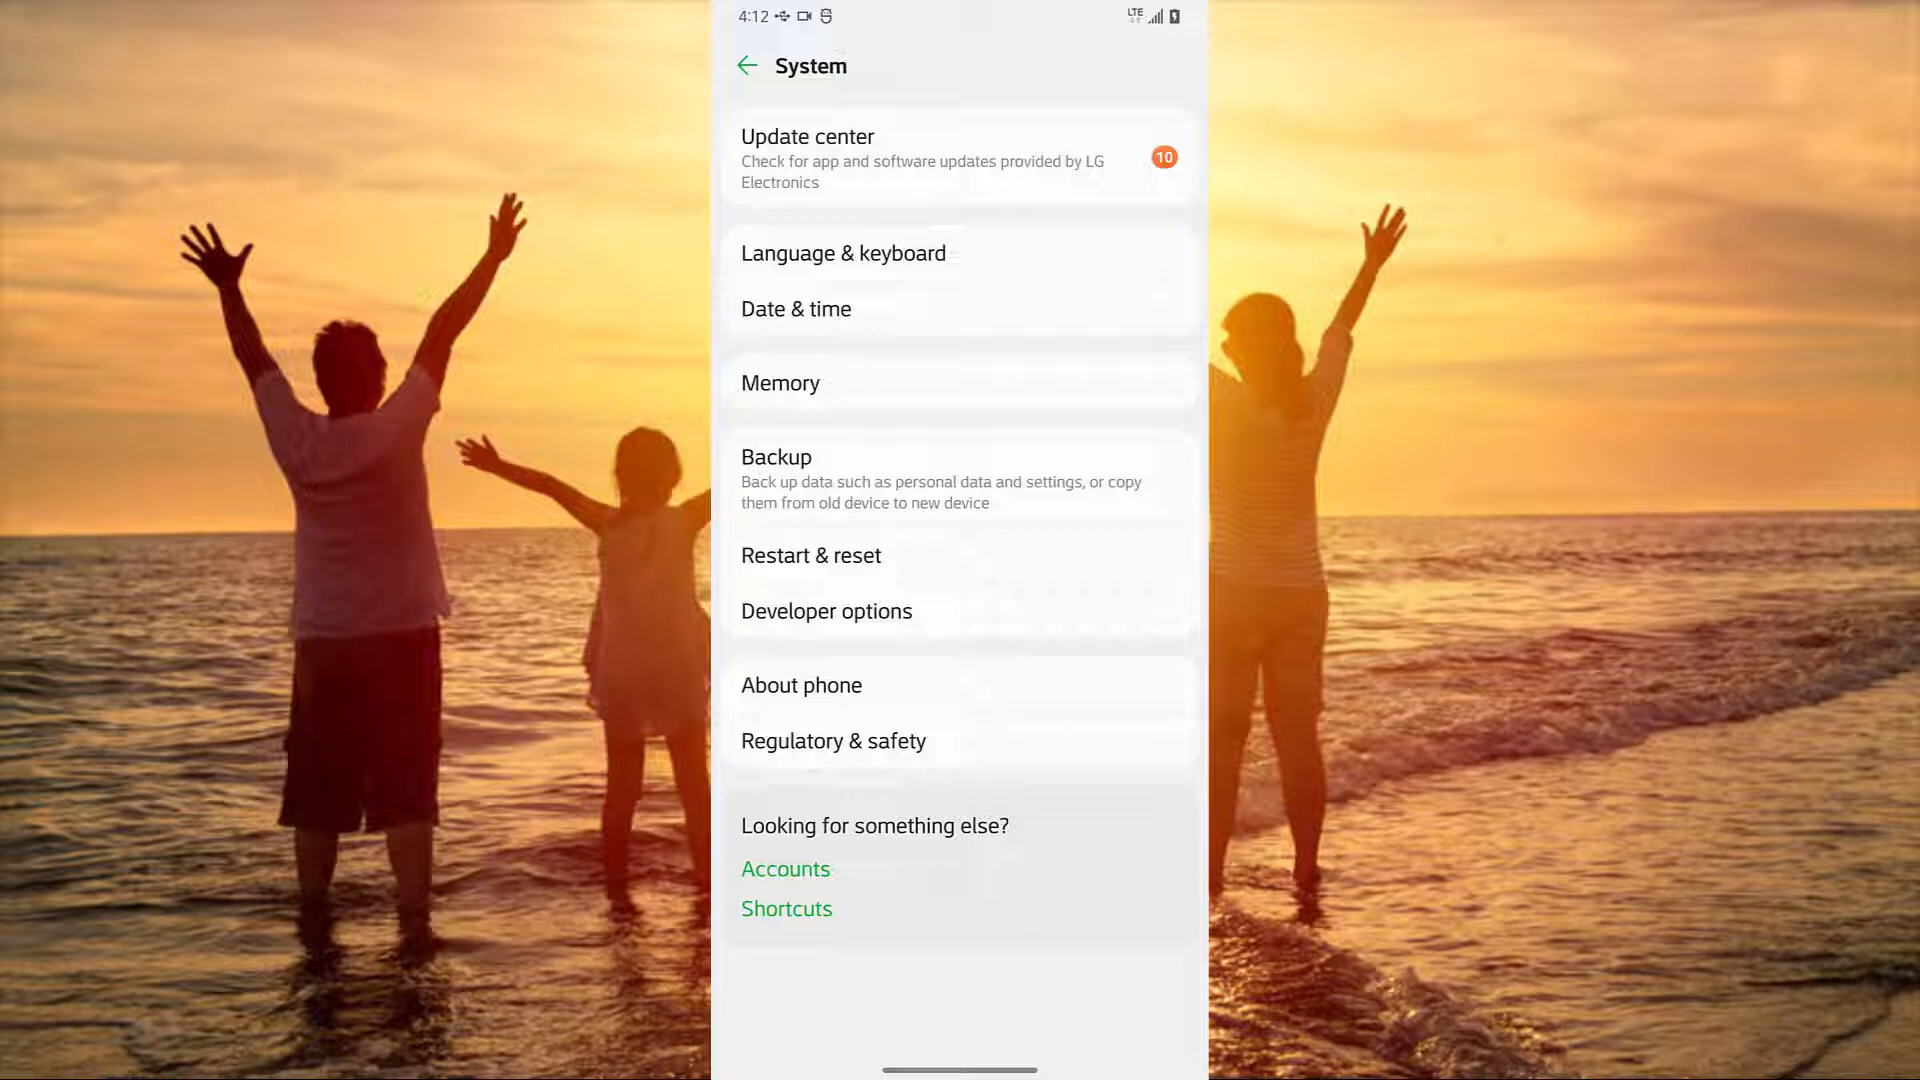 4:12
LTE
System
Update center
Check for app and software updates provided by LG
Electronics
10
Language & keyboard
Date & time
Memory
Backup
Back up data such as personal data and settings, or copy
them from old device to new device
Restart & reset
Developer options
About phone
Regulatory & safety
Looking for something else?
Accounts
Shortcuts